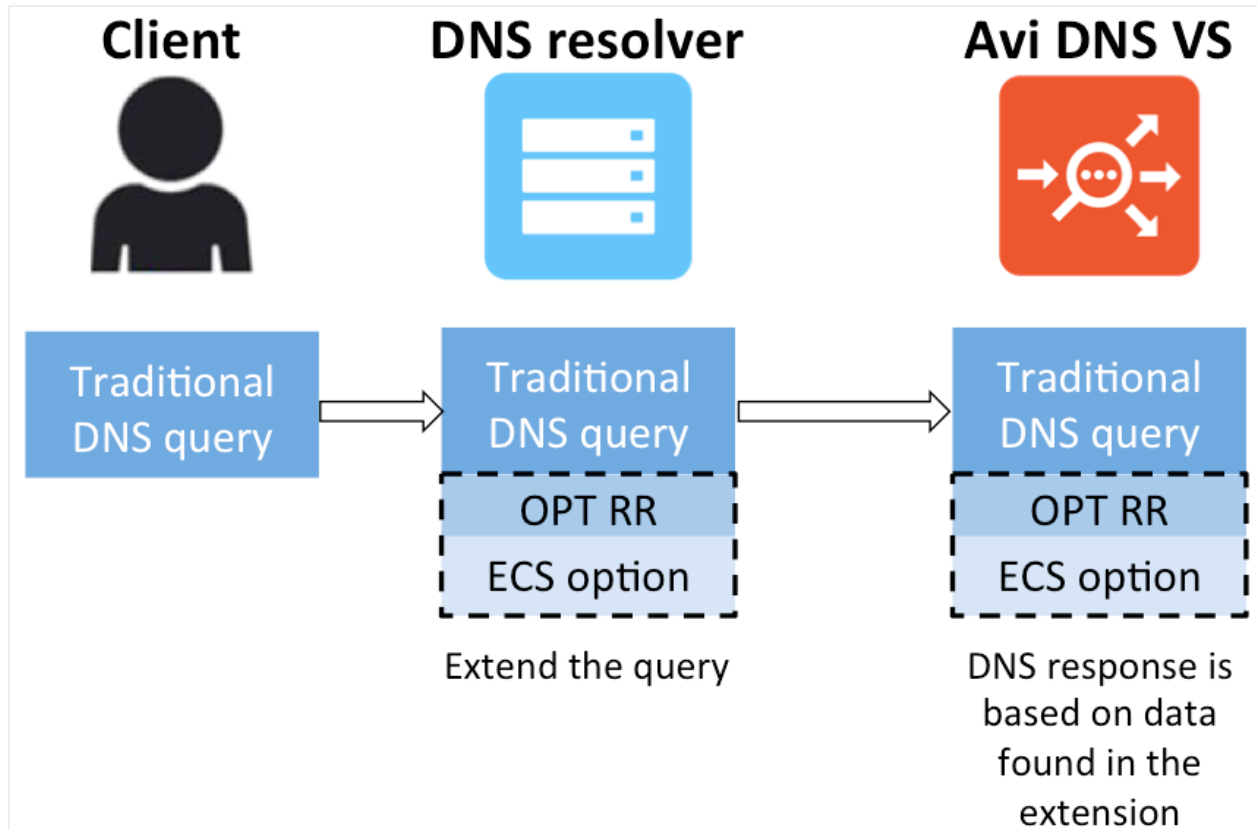 Client
DNS resolver
Avi DNS VS
Traditional
DNS query
Traditional
DNS query
OPT RR
ECS option
Extend the query
Traditional
DNS query
OPT RR
ECS option
DNS response is
based on data
found in the
extension